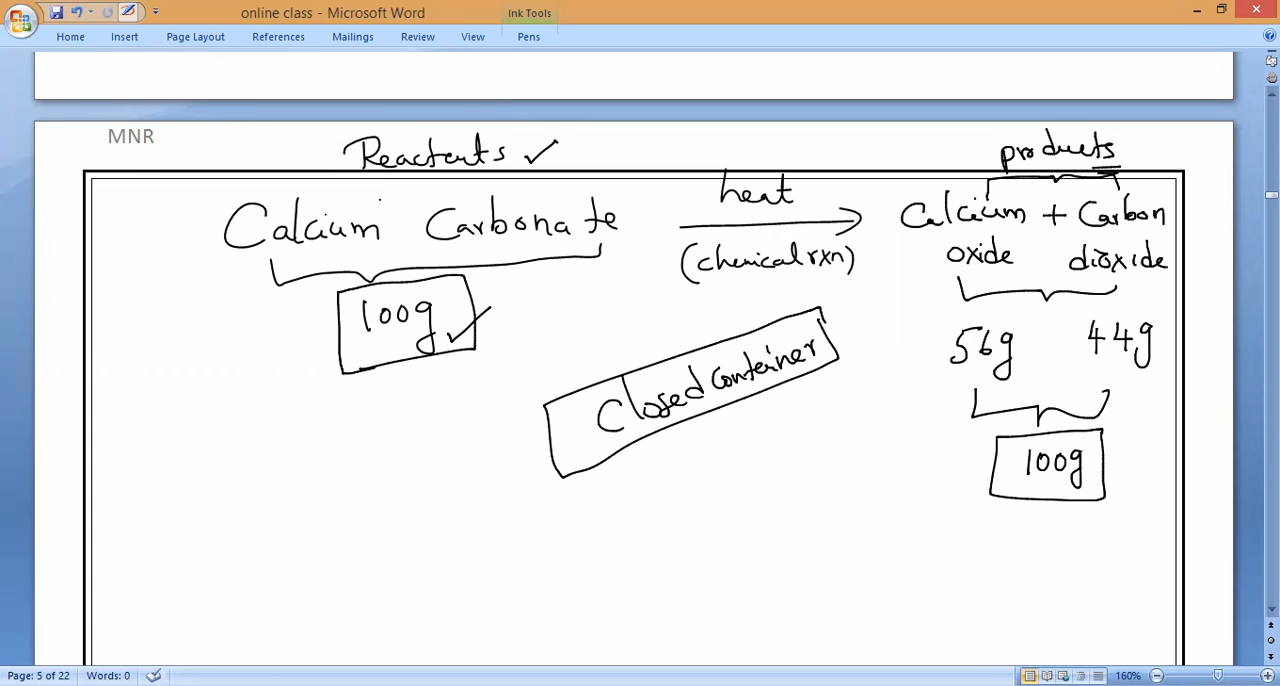 online class - Microsoft Word
Ink Tools
Home Insert Page Layout References Mailings Review View Pens
MNR
Reactents ✓
products
Calcium Carbonate
heat
(chemical rxn)
Calcium + Carbon
oxide dioxide
100g ✓
56g 44g
Closed container
100g
Page: 5 of 22 Words: 0
160%